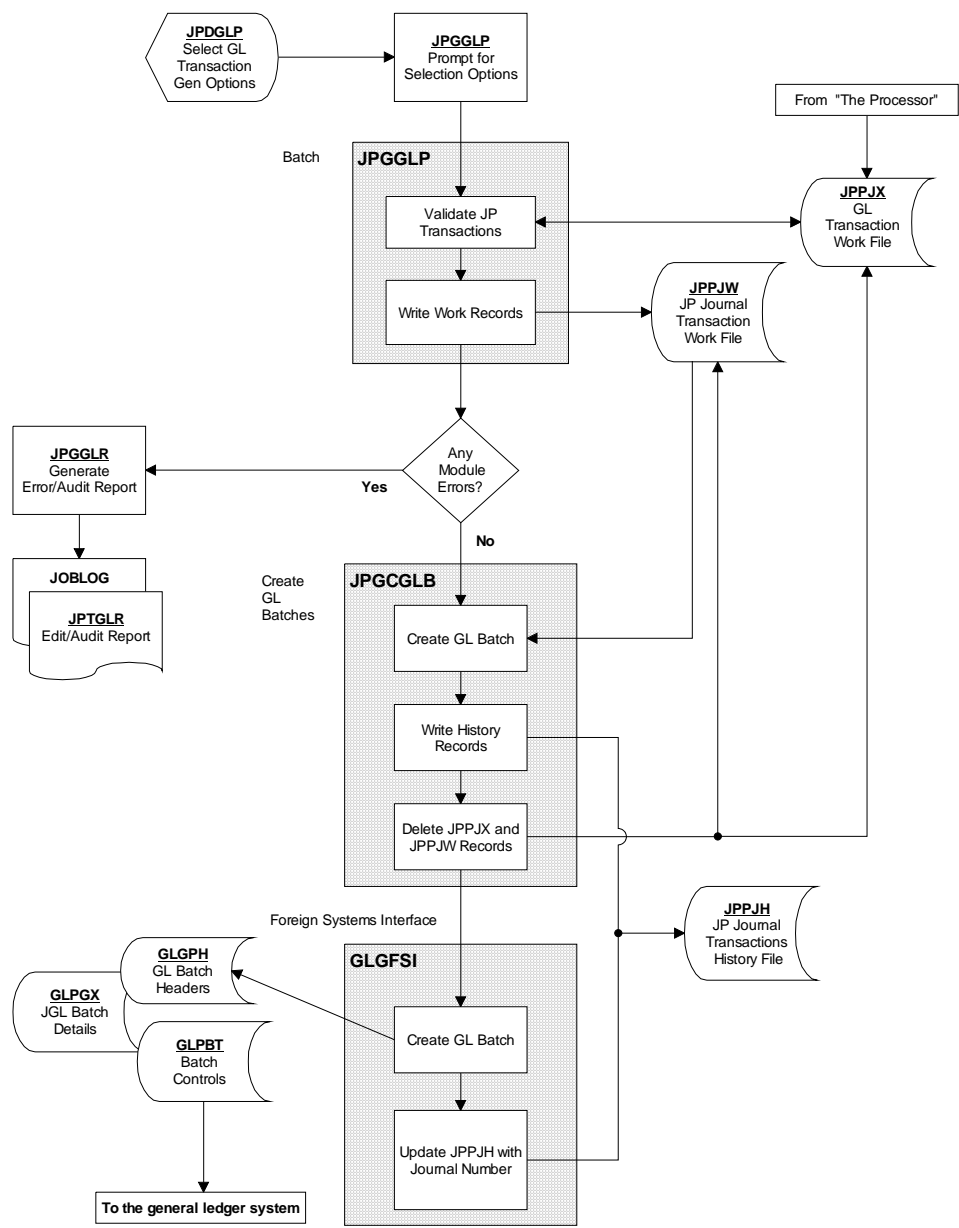 JPDGLP
Select GL
Transaction
Gen Options
JPGGLP
Prompt for
Selection Options
From "The Processor"
Batch
JPGGLP
Validate JP
Transactions
JPPJX
GL
Transaction
Work File
Write Work Records
JPPJW
JP Journal
Transaction
Work File
Any
Module
Errors?
Yes
No
JPGGLR
Generate
Error/Audit Report
JOBLOG
JPTGLR
Edit/Audit Report
Create
GL
Batches
JPGCGLB
Create GL Batch
Write History
Records
Delete JPPJX and
JPPJW Records
JPPJH
JP Journal
Transactions
History File
Foreign Systems Interface
GLGFSI
GLGPH
GL Batch
Headers
GLPGX
JGL Batch
Details
GLPBT
Batch
Controls
Create GL Batch
Update JPPJH with
Journal Number
To the general ledger system